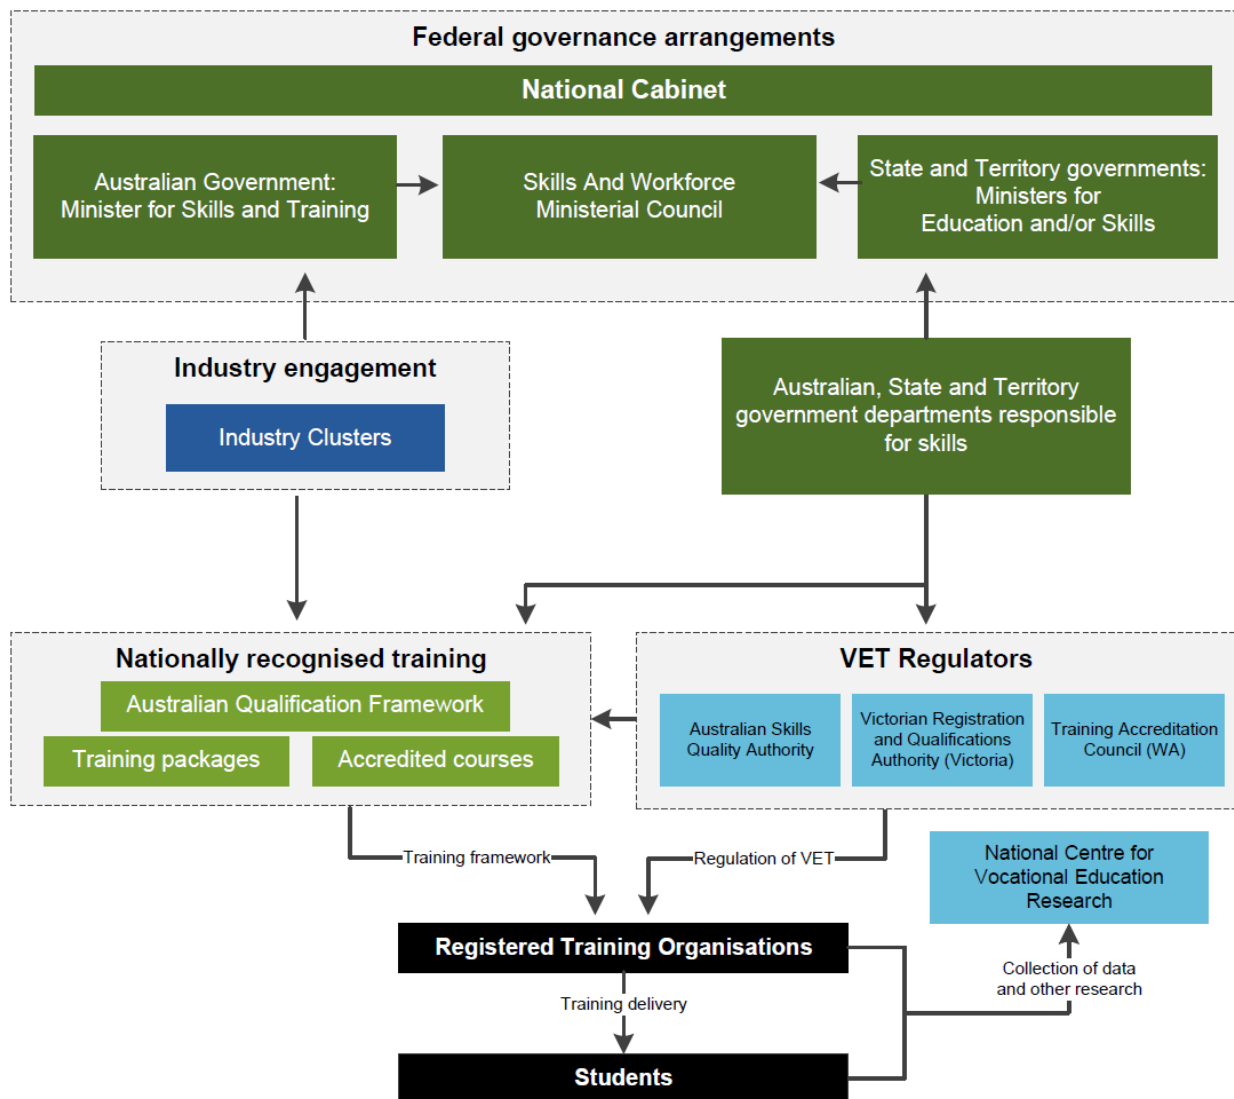 Federal governance arrangements
National Cabinet
Australian Government:
Minister for Skills and Training
Skills And Workforce
Ministerial Council
State and Territory governments:
Ministers for
Education and/or Skills
Industry engagement
Industry Clusters
Australian, State and Territory
government departments responsible
for skills
Nationally recognised training
Australian Qualification Framework
Training packages
Accredited courses
VET Regulators
Australian Skills
Quality Authority
Victorian Registration
and Qualifications
Authority (Victoria)
Training Accreditation
Council (WA)
Training framework
Regulation of VET
National Centre for
Vocational Education
Research
Registered Training Organisations
Collection of data
and other research
Training delivery
Students